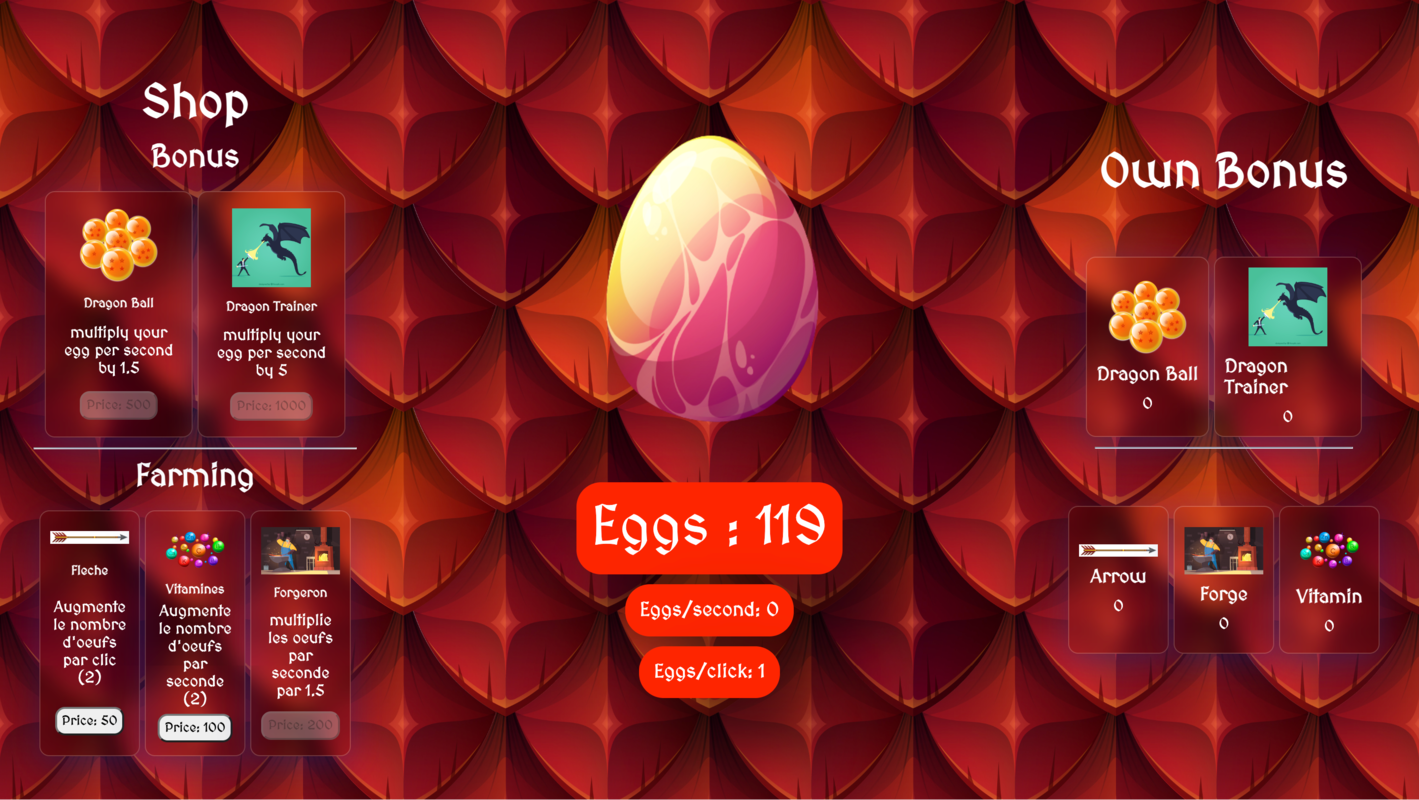 Shop
Bonus
Dragon Ball
multiply your
egg per second
by 1.5
Price: 500
Dragon Trainer
multiply your
egg per second
by 5
Price: 1000
Farming
Fleche
Augmente
le nombre
d'oeufs
par clic
(2)
Price: 50
Vitamines
Augmente
le nombre
d'oeufs
par
seconde
(2)
Price: 100
Forgeron
multiplie
les oeufs
par
seconde
par 1.5
Price: 200
Eggs : 119
Eggs/second: 0
Eggs/click: 1
Own Bonus
Dragon Ball
0
Dragon
Trainer
0
Arrow
0
Forge
0
Vitamin
0